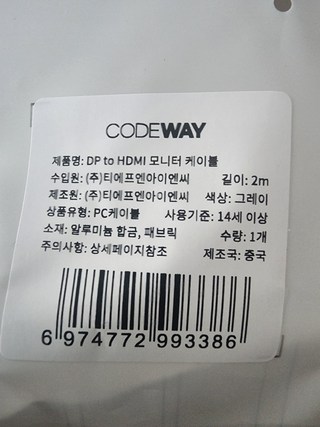 CODEWAY
제품명: DP to HDMI 모니터 케이블
수입원: (주)티에프엔아이엔씨 길이: 2m
제조원: (주)티에프엔아이엔씨 색상: 그레이
상품유형: PC케이블 사용기준: 14세 이상
소재: 알루미늄 합금, 패브릭 수량: 1개
주의사항: 상세페이지참조 제조국: 중국
6 974772 993386